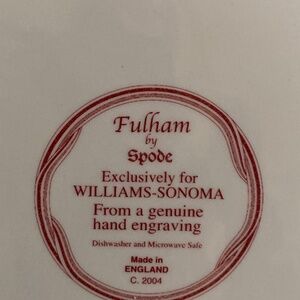 Fulham
by
Spode
Exclusively for
WILLIAMS-SONOMA
From a genuine
hand engraving
Dishwasher and Microwave Safe
Made in
ENGLAND
C. 2004